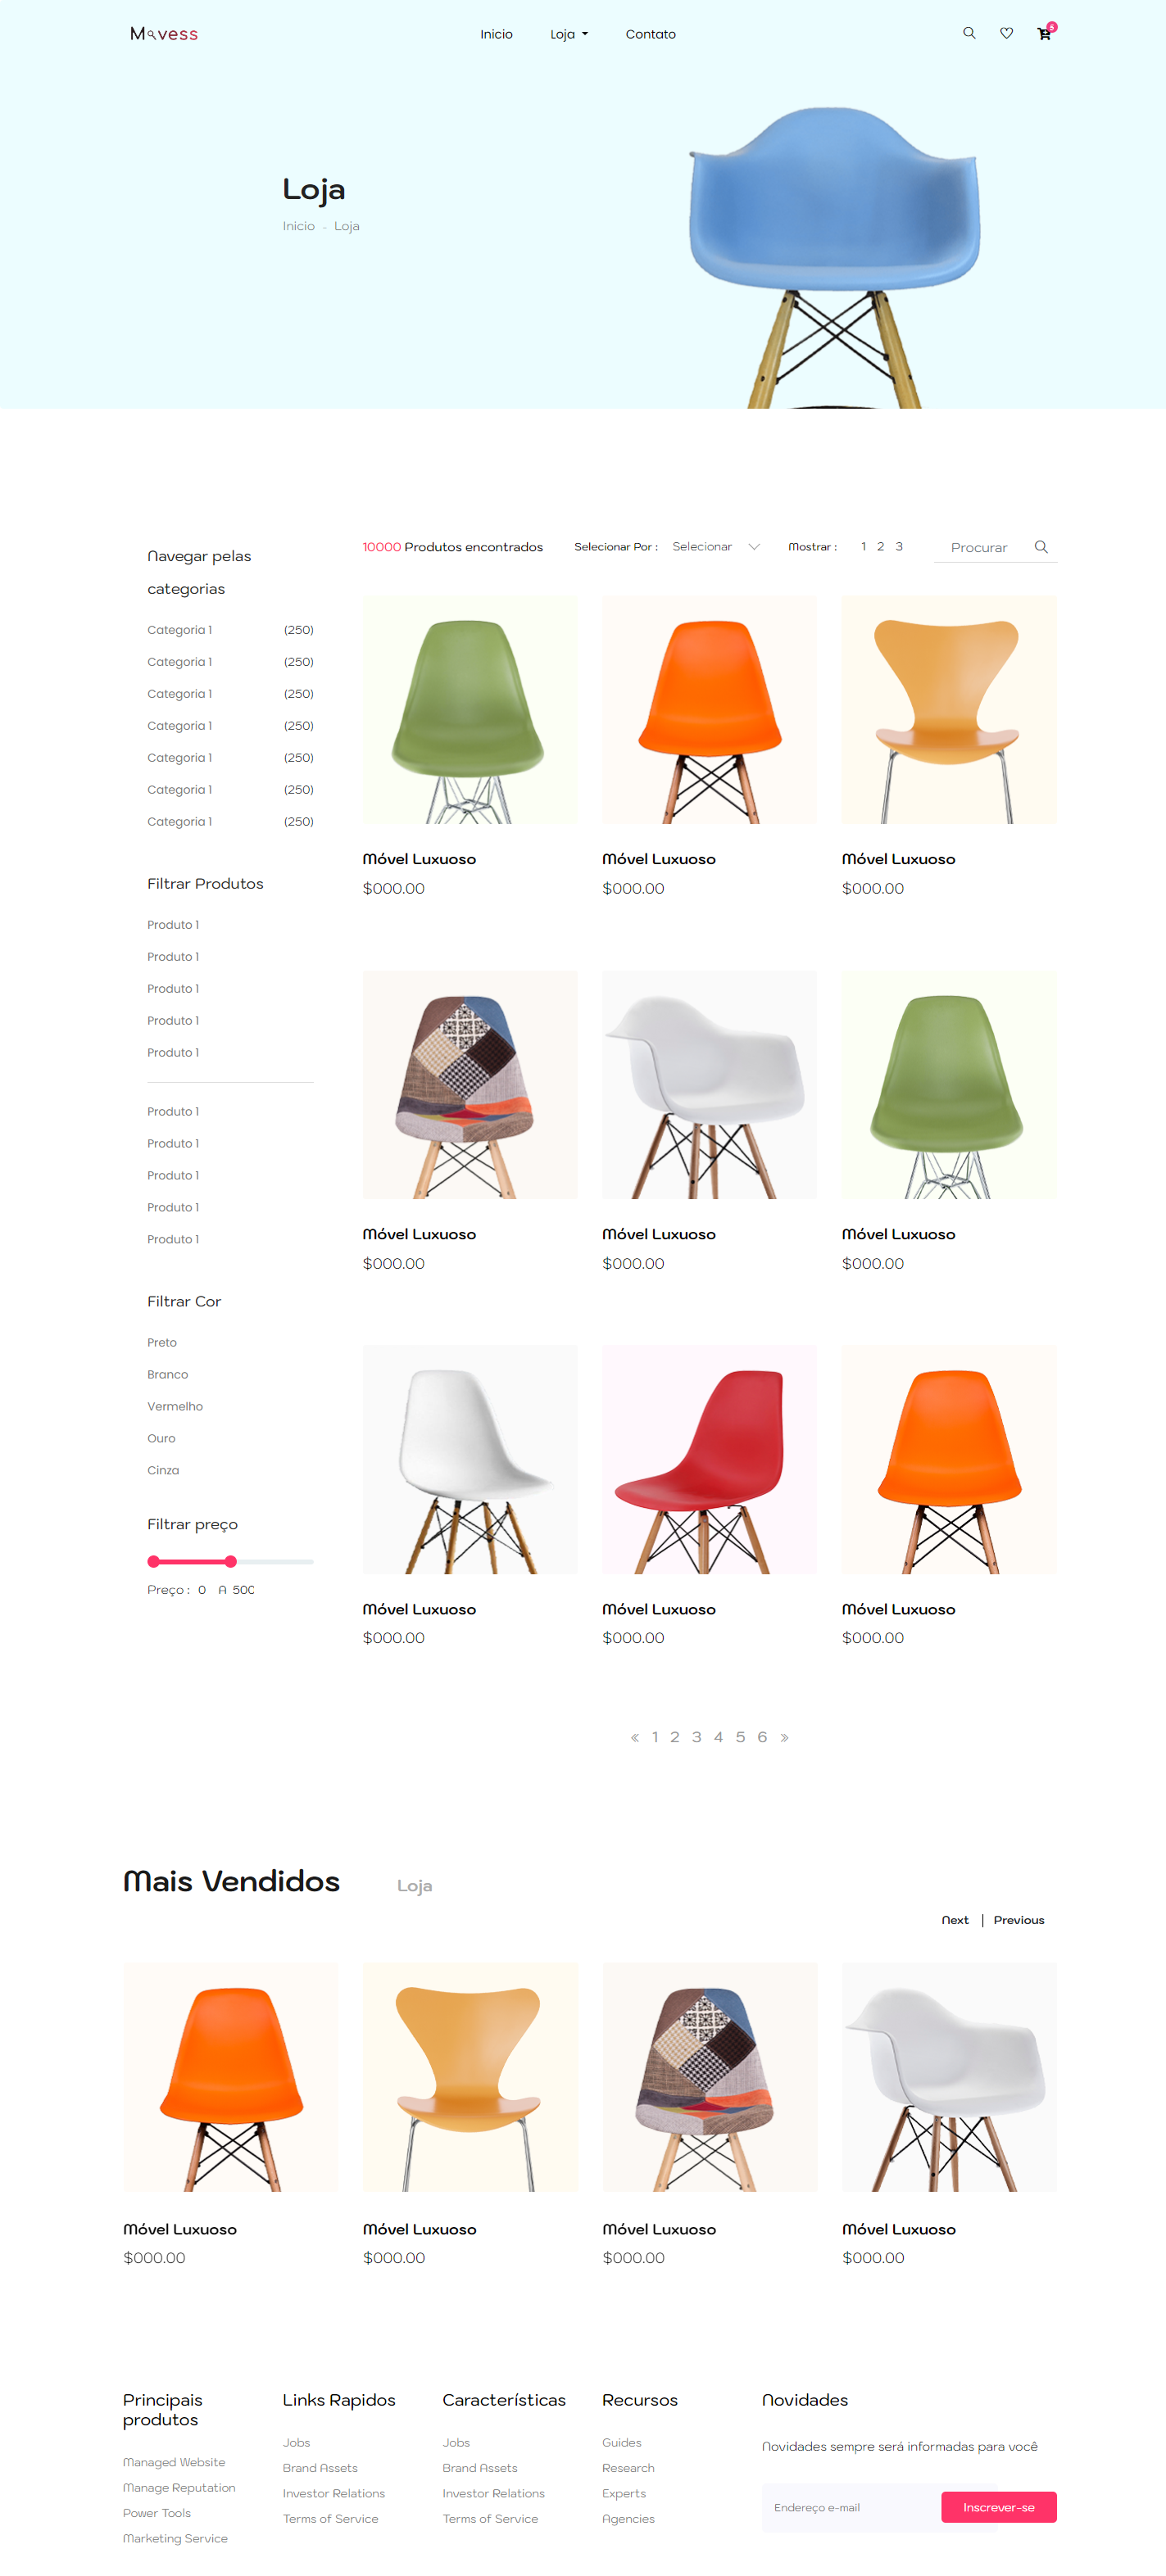 Movess
Inicio
Loja
Contato
5
Loja
Inicio - Loja
Navegar pelas
categorias
Categoria 1 (250)
Categoria 1 (250)
Categoria 1 (250)
Categoria 1 (250)
Categoria 1 (250)
Categoria 1 (250)
Categoria 1 (250)
Filtrar Produtos
Produto 1
Produto 1
Produto 1
Produto 1
Produto 1
Produto 1
Produto 1
Produto 1
Produto 1
Produto 1
Filtrar Cor
Preto
Branco
Vermelho
Ouro
Cinza
Filtrar preço
Preço : 0 A 500
10000 Produtos encontrados
Selecionar Por : Selecionar
Mostrar : 1 2 3
Procurar
Móvel Luxuoso
$000.00
Móvel Luxuoso
$000.00
Móvel Luxuoso
$000.00
Móvel Luxuoso
$000.00
Móvel Luxuoso
$000.00
Móvel Luxuoso
$000.00
Móvel Luxuoso
$000.00
Móvel Luxuoso
$000.00
Móvel Luxuoso
$000.00
« 1 2 3 4 5 6 »
Mais Vendidos
Loja
Next | Previous
Móvel Luxuoso
$000.00
Móvel Luxuoso
$000.00
Móvel Luxuoso
$000.00
Móvel Luxuoso
$000.00
Principais
produtos
Managed Website
Manage Reputation
Power Tools
Marketing Service
Links Rapidos
Jobs
Brand Assets
Investor Relations
Terms of Service
Características
Jobs
Brand Assets
Investor Relations
Terms of Service
Recursos
Guides
Research
Experts
Agencies
Novidades
Novidades sempre será informadas para você
Endereço e-mail
Inscrever-se